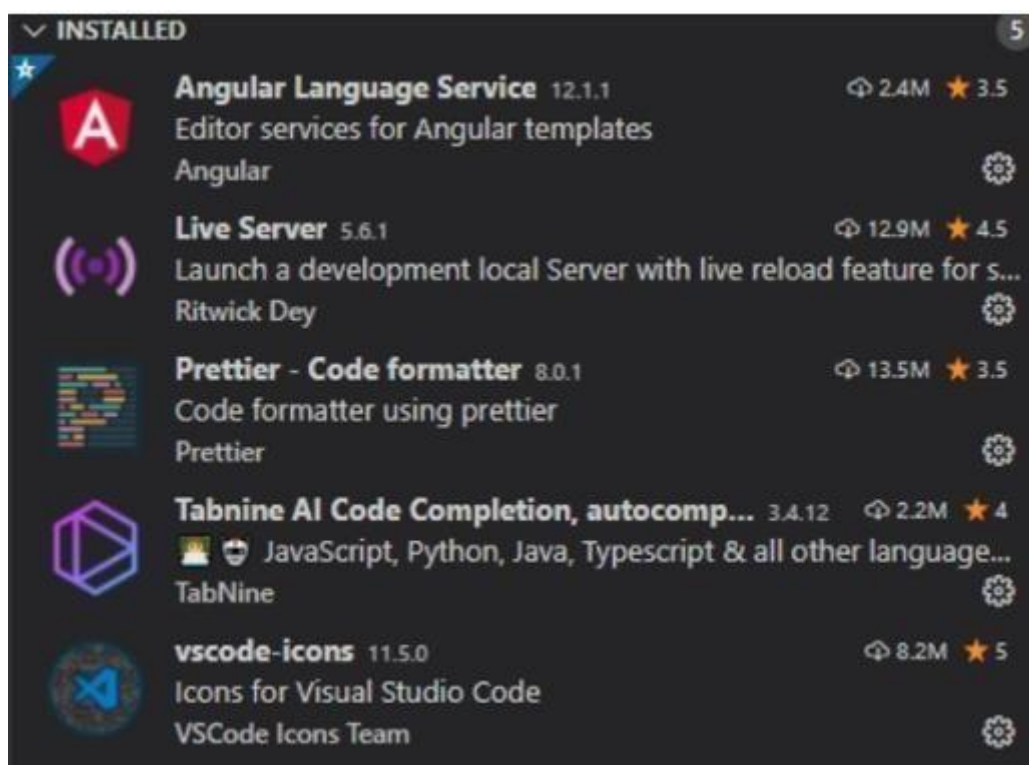 INSTALLED 5
Angular Language Service 12.1.1 2.4M 3.5
Editor services for Angular templates
Angular
Live Server 5.6.1 12.9M 4.5
Launch a development local Server with live reload feature for s...
Ritwick Dey
Prettier - Code formatter 8.0.1 13.5M 3.5
Code formatter using prettier
Prettier
Tabnine AI Code Completion, autocomp... 3.4.12 2.2M 4
JavaScript, Python, Java, Typescript & all other language...
TabNine
vscode-icons 11.5.0 8.2M 5
Icons for Visual Studio Code
VSCode Icons Team